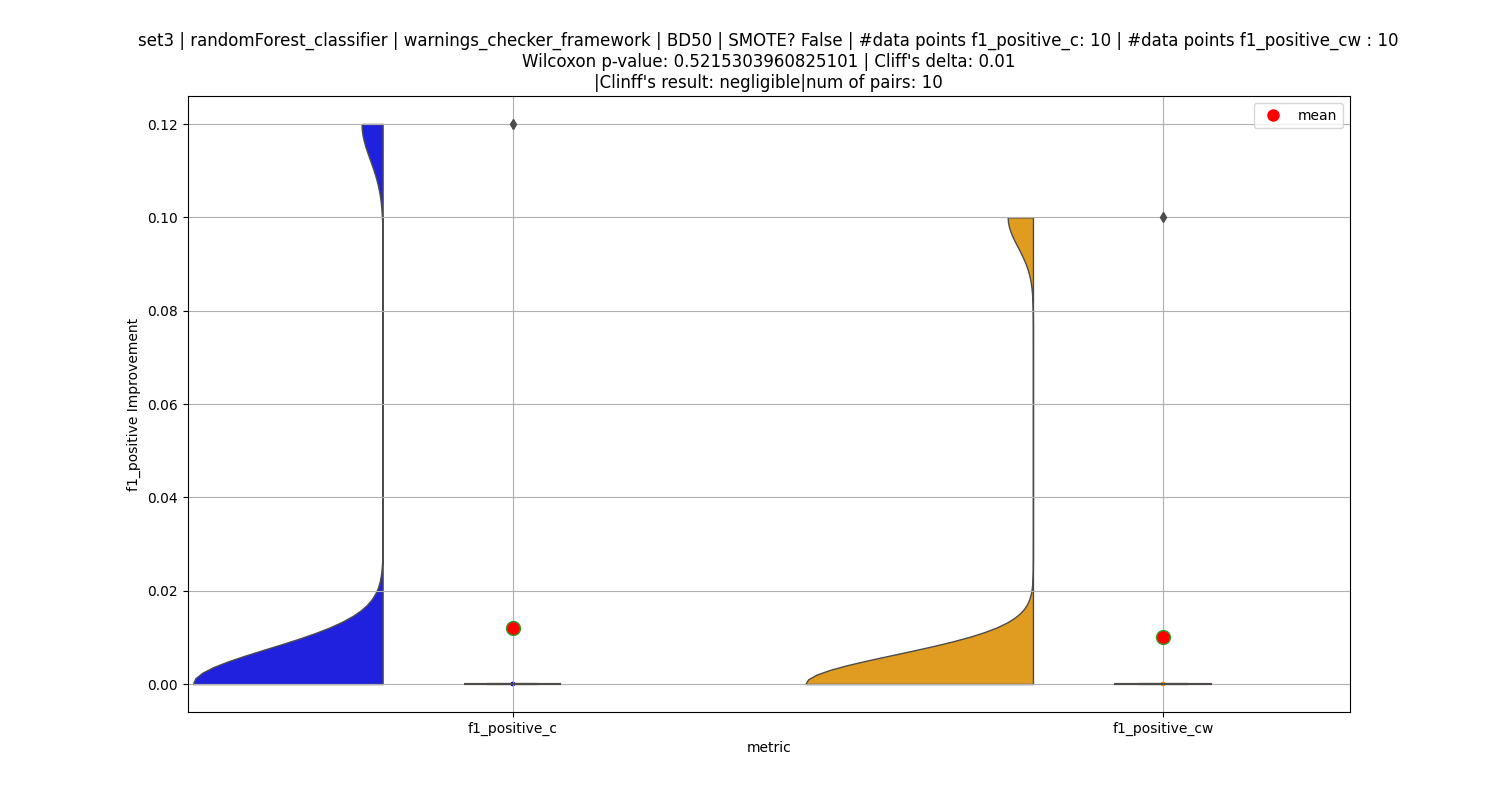 set3 | randomForest_classifier | warnings_checker_framework | BD50 | SMOTE? False | #data points f1_positive_c: 10 | #data points f1_positive_cw : 10
Wilcoxon p-value: 0.5215303960825101 | Cliff's delta: 0.01
|Clinff's result: negligible|num of pairs: 10
mean
0.12
0.10
0.08
0.06
0.04
0.02
0.00
f1_positive Improvement
f1_positive_c
f1_positive_cw
metric